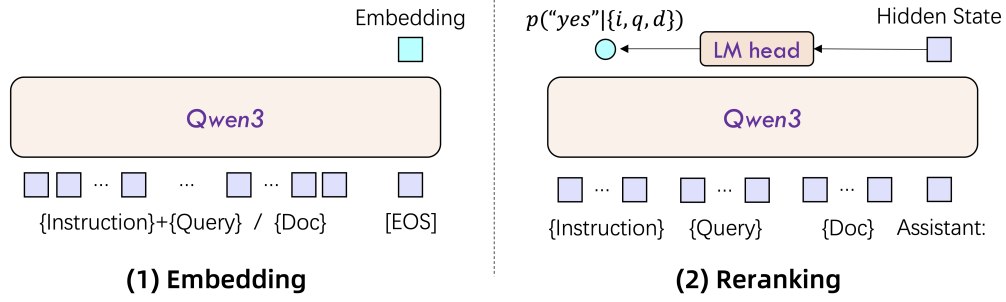 Embedding
Qwen3
... ... ...
{Instruction}+{Query} / {Doc} [EOS]
(1) Embedding
p("yes"|{i, q, d})
LM head
Hidden State
Qwen3
... ... ...
{Instruction} {Query} {Doc} Assistant:
(2) Reranking